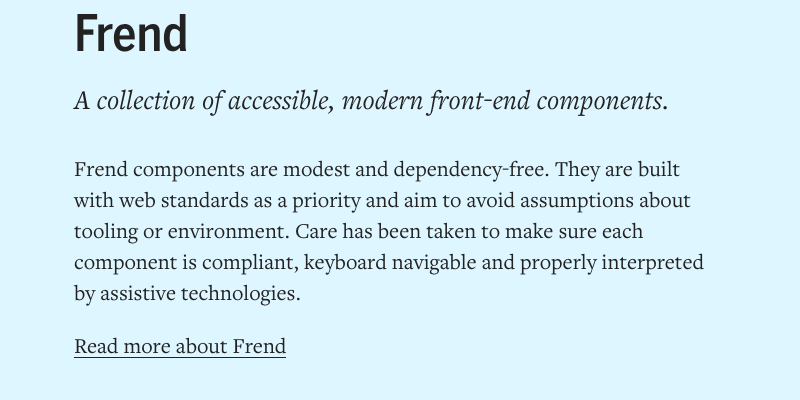 Frend
A collection of accessible, modern front-end components.
Frend components are modest and dependency-free. They are built
with web standards as a priority and aim to avoid assumptions about
tooling or environment. Care has been taken to make sure each
component is compliant, keyboard navigable and properly interpreted
by assistive technologies.
Read more about Frend